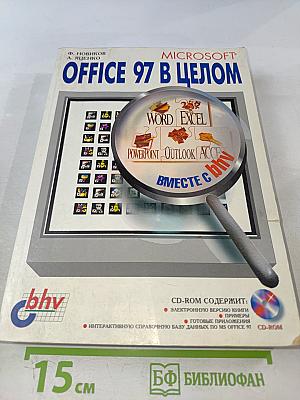 Ф. НОВИКОВ
А. ЯЦЕНКО
MICROSOFT®
OFFICE 97 В ЦЕЛОМ
WORD EXCEL
POWERPOINT OUTLOOK ACCE
ВМЕСТЕ С bhv
bhv
CD-ROM СОДЕРЖИТ:
• ЭЛЕКТРОННУЮ ВЕРСИЮ КНИГИ
• ПРИМЕРЫ
• ГОТОВЫЕ ПРИЛОЖЕНИЯ
• ИНТЕРАКТИВНУЮ СПРАВОЧНУЮ БАЗУ ДАННЫХ ПО MS OFFICE 97
CD-ROM
15 см
БФ БИБЛИОФАН